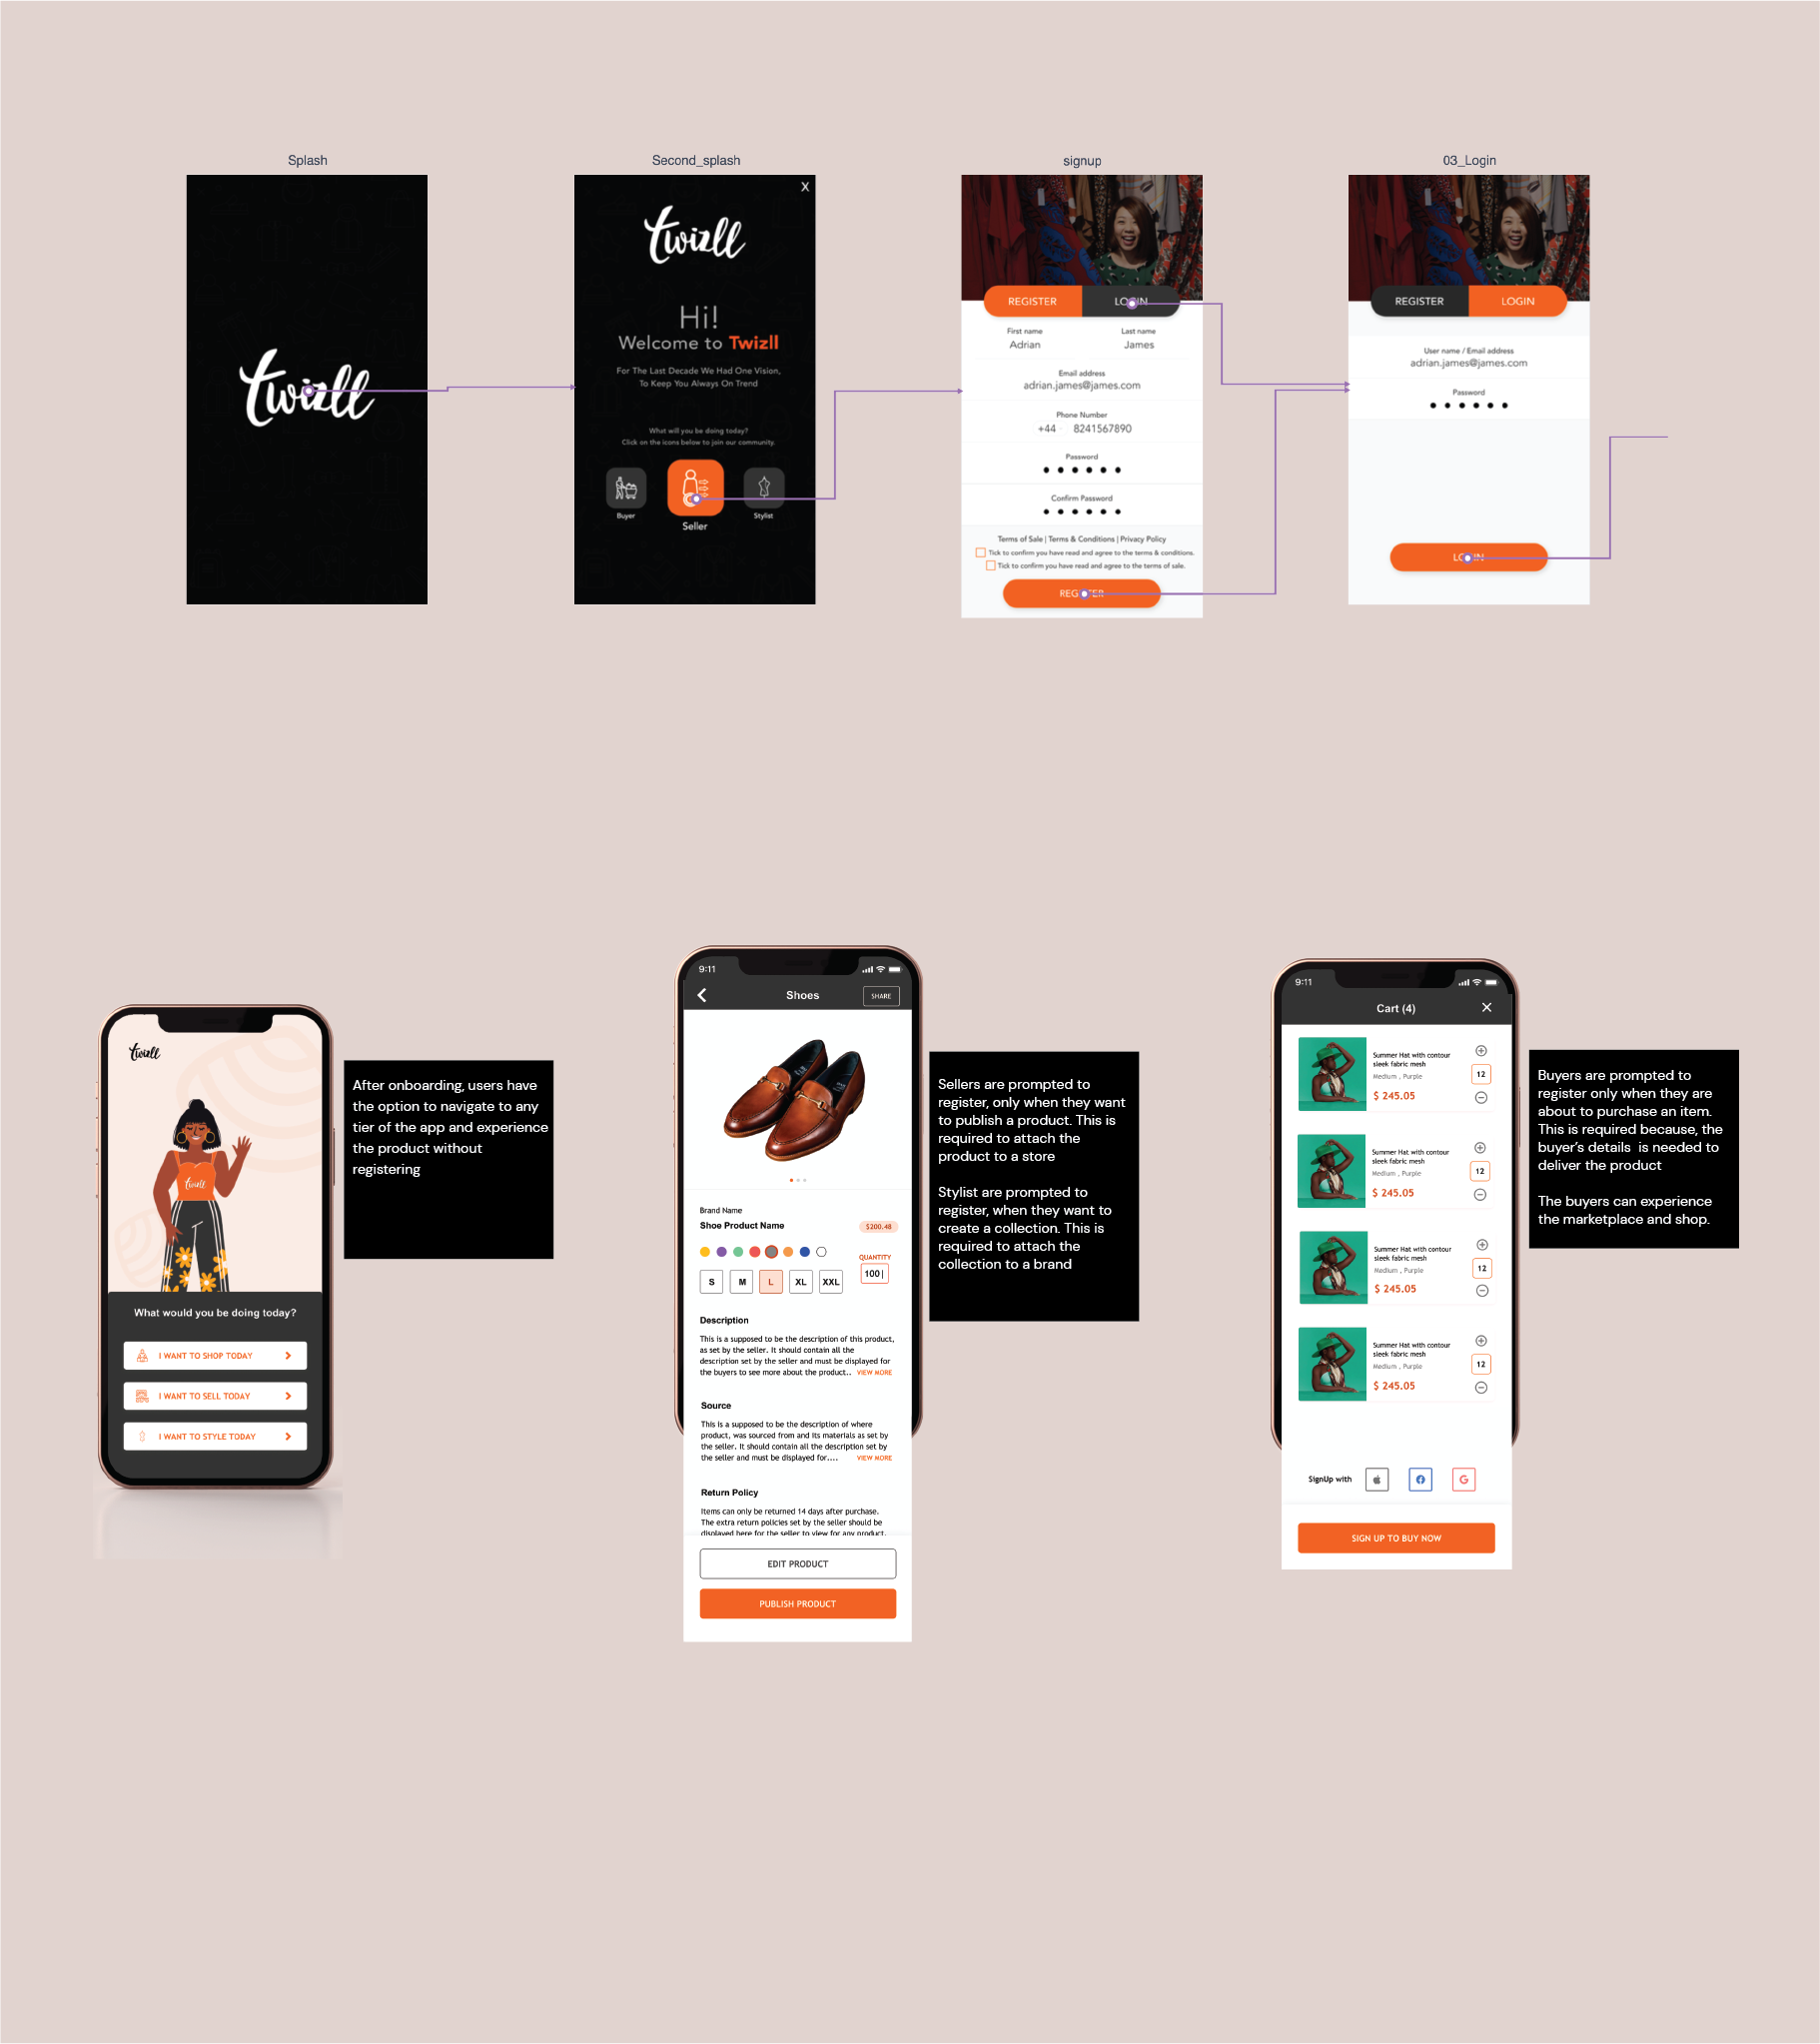 Splash
Second_splash
signup
03_Login
twizll
X
twizll
Hi!
Welcome to Twizll
For The Last Decade We Had One Vision,
To Keep You Always On Trend
What will you be doing today?
Click on the icons below to join our community.
Buyer
Seller
Stylist
REGISTER
LOGIN
First name
Last name
Adrian
James
Email address
adrian.james@james.com
Phone Number
+44 8241567890
Password
Confirm Password
Terms of Sale | Terms & Conditions | Privacy Policy
Tick to confirm you have read and agree to the terms & conditions.
Tick to confirm you have read and agree to the terms of sale.
REGISTER
REGISTER
LOGIN
User name / Email address
adrian.james@james.com
Password
LOGIN
twizll
twizll
What would you be doing today?
I WANT TO SHOP TODAY
I WANT TO SELL TODAY
I WANT TO STYLE TODAY
After onboarding, users have
the option to navigate to any
tier of the app and experience
the product without
registering
9:11
Shoes
SHARE
Brand Name
Shoe Product Name
$200.48
QUANTITY
100
S
M
L
XL
XXL
Description
This is a supposed to be the description of this product,
as set by the seller. It should contain all the
description set by the seller and must be displayed for
the buyers to see more about the product.. VIEW MORE
Source
This is a supposed to be the description of where
product, was sourced from and its materials as set by
the seller. It should contain all the description set by
the seller and must be displayed for.... VIEW MORE
Return Policy
Items can only be returned 14 days after purchase.
The extra return policies set by the seller should be
displayed here for the seller to view for any product.
EDIT PRODUCT
PUBLISH PRODUCT
Sellers are prompted to
register, only when they want
to publish a product. This is
required to attach the
product to a store
Stylist are prompted to
register, when they want to
create a collection. This is
required to attach the
collection to a brand
9:11
Cart (4)
Summer Hat with contour
sleek fabric mesh
Medium , Purple
$ 245.05
12
Summer Hat with contour
sleek fabric mesh
Medium , Purple
$ 245.05
12
Summer Hat with contour
sleek fabric mesh
Medium , Purple
$ 245.05
12
Summer Hat with contour
sleek fabric mesh
Medium , Purple
$ 245.05
12
SignUp with
SIGN UP TO BUY NOW
Buyers are prompted to
register only when they are
about to purchase an item.
This is required because, the
buyer's details is needed to
deliver the product
The buyers can experience
the marketplace and shop.